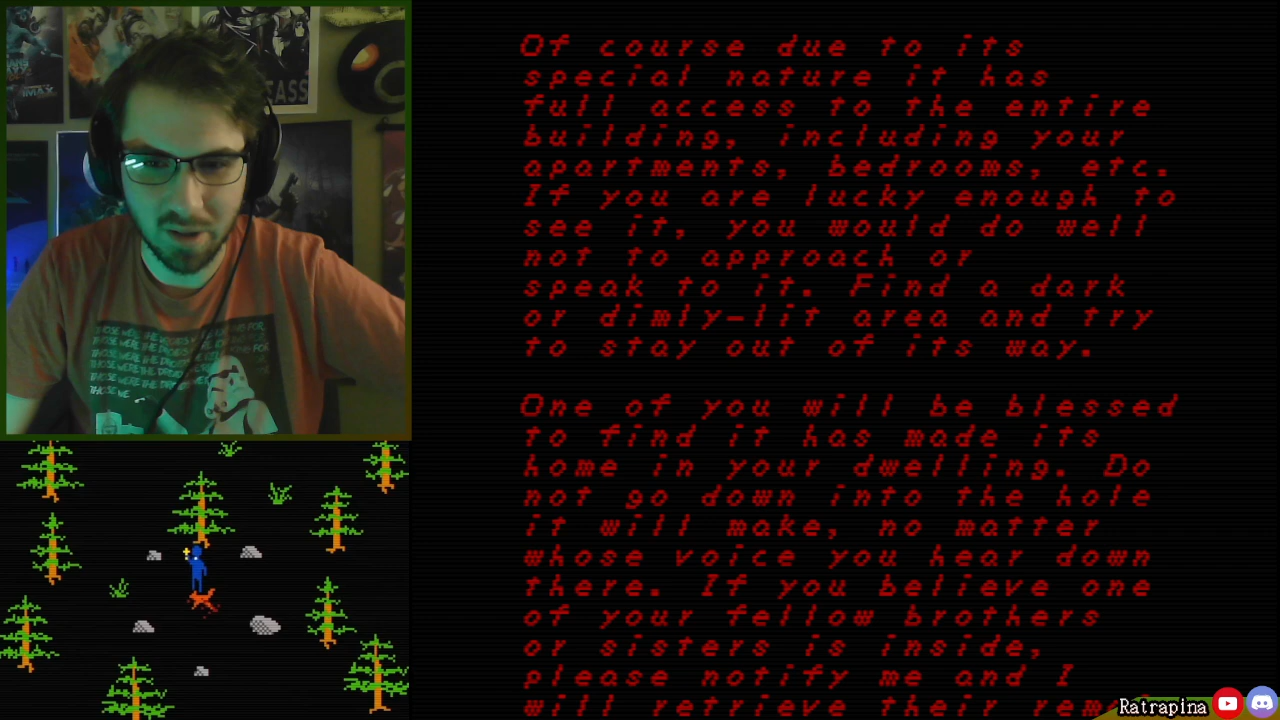 Of course due to its
special nature it has
full access to the entire
building, including your
apartments, bedrooms, etc.
If you are lucky enough to
see it, you would do well
not to approach or
speak to it. Find a dark
or dimly-lit area and try
to stay out of its way.
One of you will be blessed
to find it has made its
home in your dwelling. Do
not go down into the hole
it will make, no matter
whose voice you hear down
there. If you believe one
of your fellow brothers
or sisters is inside,
please notify me and I
will retrieve their
Ratrapina